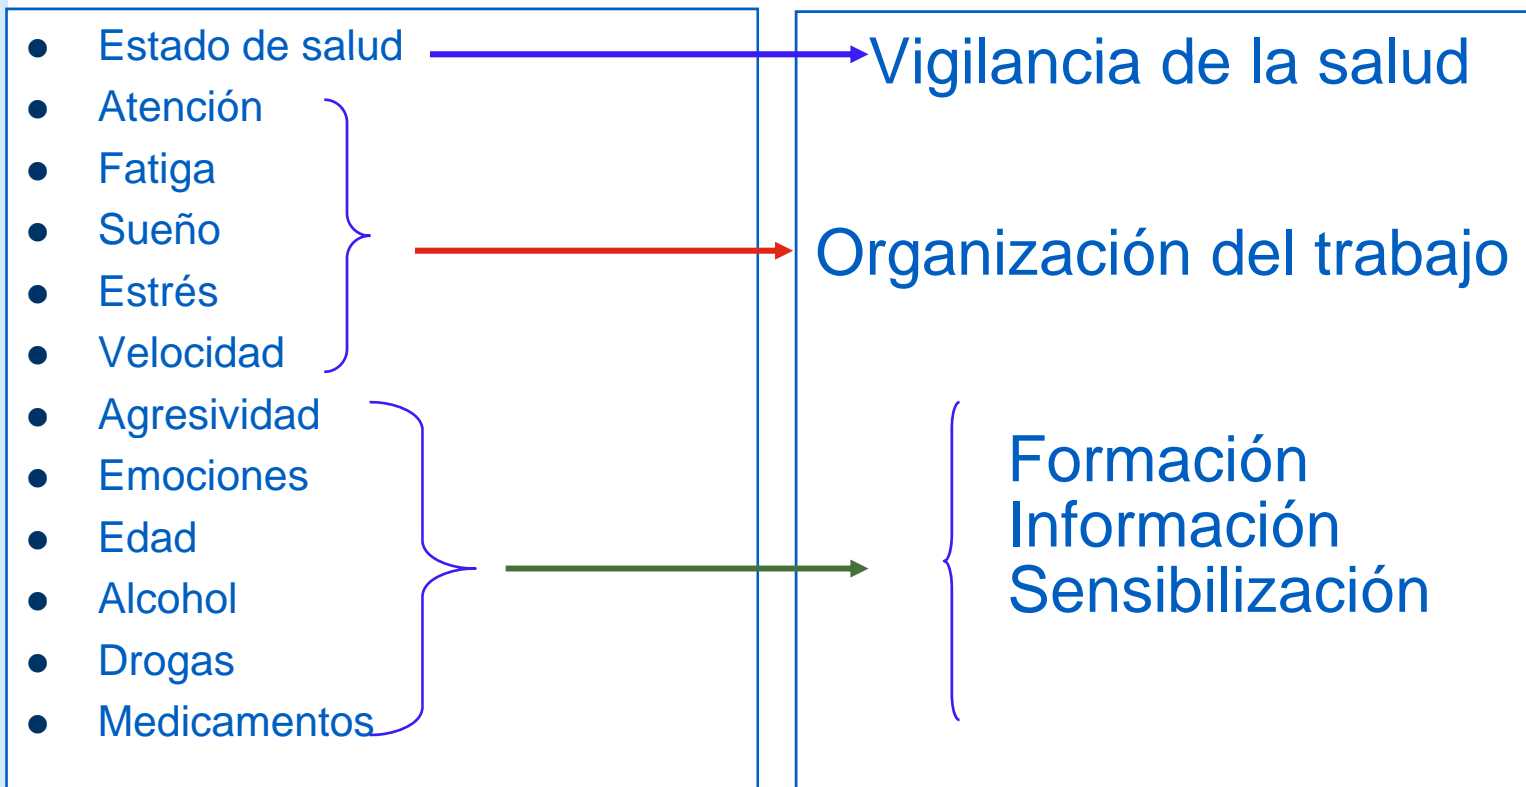 Estado de salud
Atención
Fatiga
Sueño
Estrés
Velocidad
Agresividad
Emociones
Edad
Alcohol
Drogas
Medicamentos
Vigilancia de la salud
Organización del trabajo
Formación
Información
Sensibilización